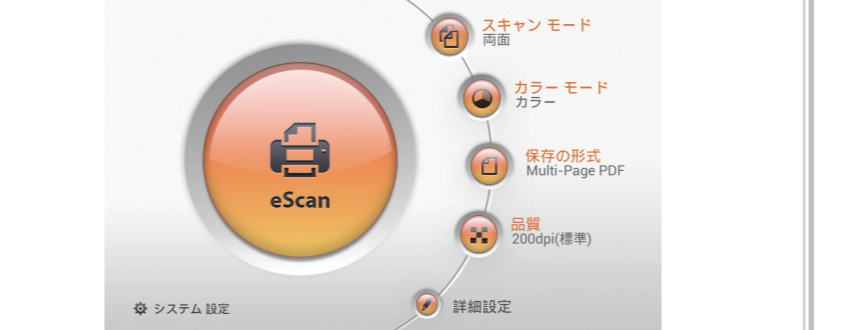 スキャン モード
両面
カラー モード
カラー
保存の形式
Multi-Page PDF
eScan
品質
200dpi(標準)
システム 設定
詳細設定